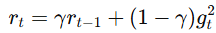 r_t = γr_{t−1} + (1 − γ)g_t^2